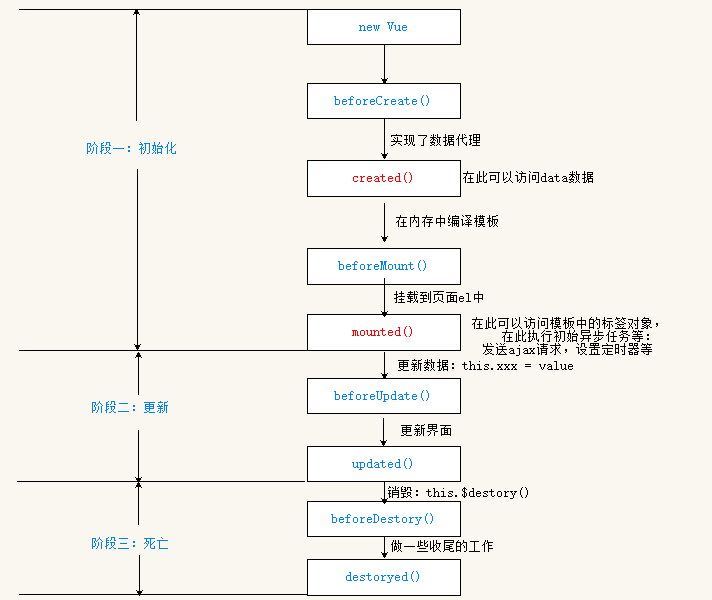 new Vue
beforeCreate()
实现了数据代理
阶段一：初始化
created()
在此可以访问data数据
在内存中编译模板
beforeMount()
挂载到页面el中
mounted()
在此可以访问模板中的标签对象，
在此执行初始异步任务等：
发送ajax请求，设置定时器等
更新数据：this.xxx = value
beforeUpdate()
阶段二：更新
更新界面
updated()
销毁：this.$destory()
beforeDestory()
阶段三：死亡
做一些收尾的工作
destoryed()